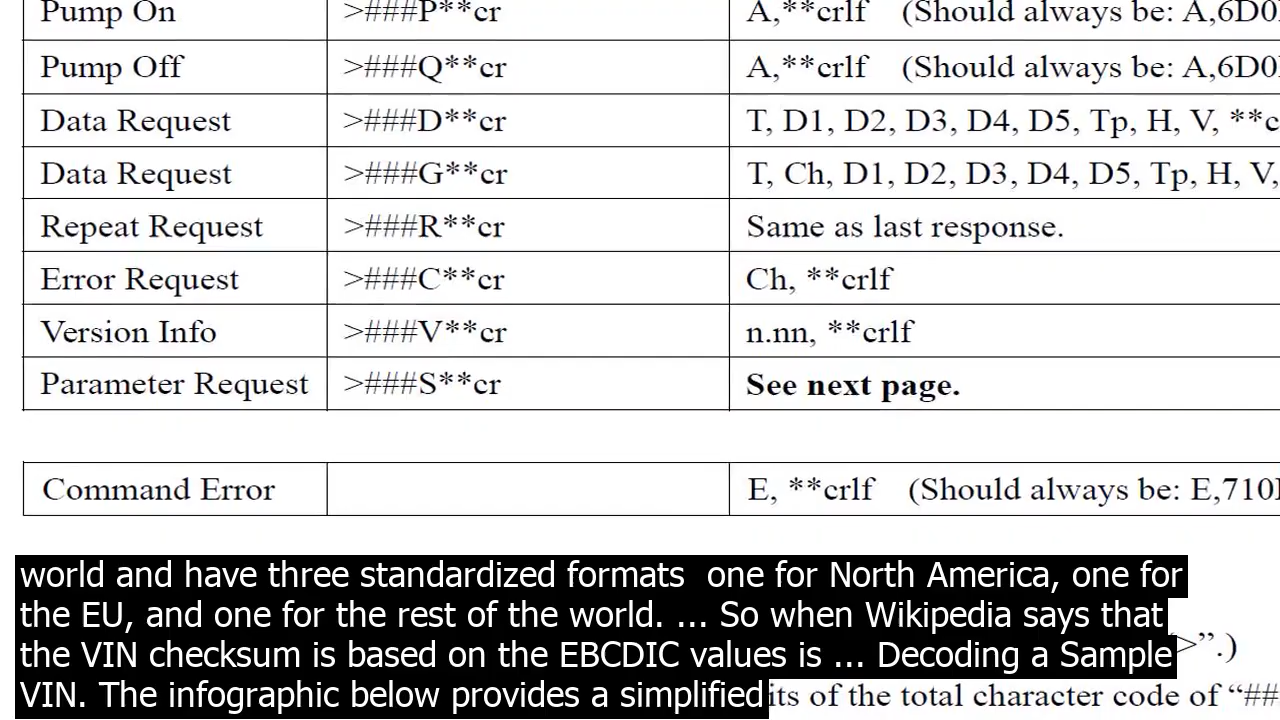 Pump On >###P**cr A,**crlf (Should always be: A,6D0
Pump Off >###Q**cr A,**crlf (Should always be: A,6D0
Data Request >###D**cr T, D1, D2, D3, D4, D5, Tp, H, V, **c
Data Request >###G**cr T, Ch, D1, D2, D3, D4, D5, Tp, H, V,
Repeat Request >###R**cr Same as last response.
Error Request >###C**cr Ch, **crlf
Version Info >###V**cr n.nn, **crlf
Parameter Request >###S**cr See next page.
Command Error E, **crlf (Should always be: E,710
world and have three standardized formats one for North America, one for
the EU, and one for the rest of the world. ... So when Wikipedia says that
the VIN checksum is based on the EBCDIC values is ... Decoding a Sample
>”.)
VIN. The infographic below provides a simplified
its of the total character code of “##